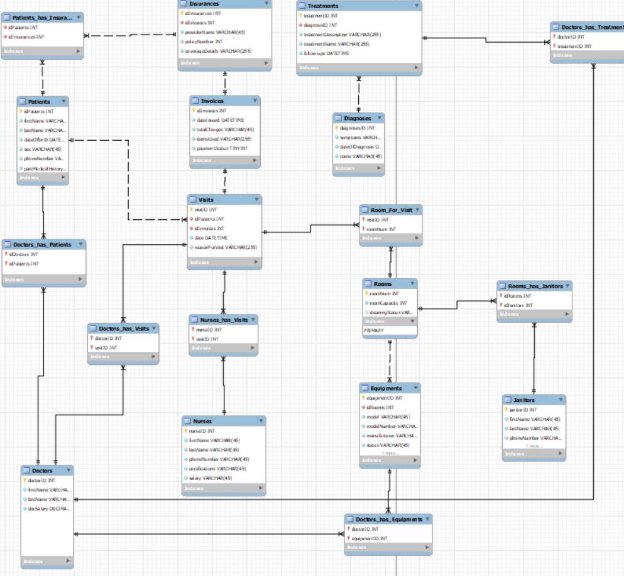 Patients_has_Insura...
idPatients INT
idInsurances INT
Indexes
Insurances
idInsurances INT
idInvoices INT
providerName VARCHAR(45)
policyNumber INT
coverageDetails VARCHAR(255)
Indexes
Treatments
treatmentID INT
diagnosisID INT
treatmentDescription VARCHAR(255)
treatmentName VARCHAR(255)
followups DATETIME
Indexes
Doctors_has_Treatment
doctorID INT
treatmentID INT
Indexes
Patients
idPatients INT
firstName VARCHA...
lastName VARCHA...
dateOfBirth DATE...
sex VARCHAR(45)
phoneNumber VA...
pastMedicalHistory...
Indexes
Invoices
idInvoices INT
dateIssued DATETIME
totalCharges VARCHAR(45)
itemsUsed VARCHAR(255)
paymentStatus TINYINT
Indexes
Diagnoses
diagnosesID INT
symptoms VARCH...
dateOfDiagnosis D...
name VARCHAR(45)
Indexes
Visits
visitID INT
idPatients INT
idInvoices INT
date DATETIME
reasonForVisit VARCHAR(255)
Indexes
Room_For_Visit
visitID INT
roomNum INT
Indexes
Doctors_has_Patients
idDoctors INT
idPatients INT
Indexes
Rooms
roomNum INT
roomCapacity INT
cleaningStatus VAR...
Indexes
PRIMARY
Rooms_has_Janitors
idRooms INT
idJanitors INT
Indexes
Doctors_has_Visits
doctorID INT
visitID INT
Indexes
Nurses_has_Visits
nurseID INT
visitID INT
Indexes
Equipments
equipmentID INT
idRooms INT
model VARCHAR(45)
modelNumber VARCHA...
manufacturer VARCHA...
status VARCHAR(45)
Indexes
Janitors
janitorID INT
firstName VARCHAR(45)
lastName VARCHAR(45)
phoneNumber VARCHA...
Indexes
Nurses
nurseID INT
firstName VARCHAR(45)
lastName VARCHAR(45)
phoneNumber VARCHAR(45)
certifications VARCHAR(45)
salary VARCHAR(45)
Indexes
Doctors
doctorID INT
firstName VARCHA...
lastName VARCHA...
docSalary DECIMA...
Indexes
Doctors_has_Equipments
doctorID INT
equipmentID INT
Indexes